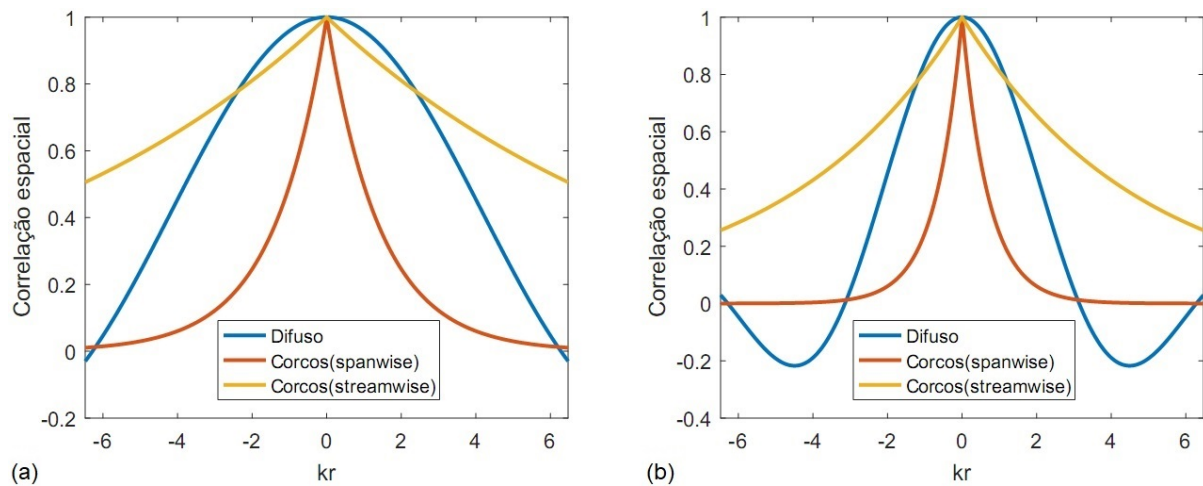 1
0.8
0.6
0.4
0.2
0
-0.2
Correlação espacial
-6
-4
-2
0
2
4
6
kr
Difuso
Corcos(spanwise)
Corcos(streamwise)
(a)
1
0.8
0.6
0.4
0.2
0
-0.2
-0.4
Correlação espacial
-6
-4
-2
0
2
4
6
kr
Difuso
Corcos(spanwise)
Corcos(streamwise)
(b)